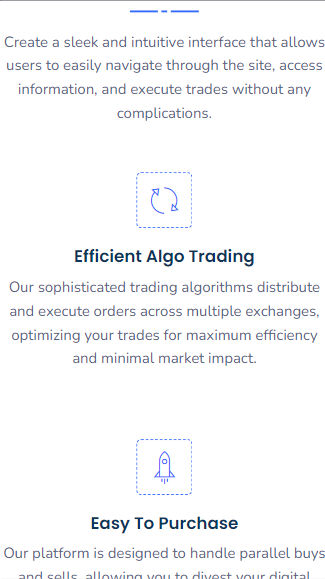 Create a sleek and intuitive interface that allows
users to easily navigate through the site, access
information, and execute trades without any
complications.
Efficient Algo Trading
Our sophisticated trading algorithms distribute
and execute orders across multiple exchanges,
optimizing your trades for maximum efficiency
and minimal market impact.
Easy To Purchase
Our platform is designed to handle parallel buys
and sells, allowing you to divest your digital